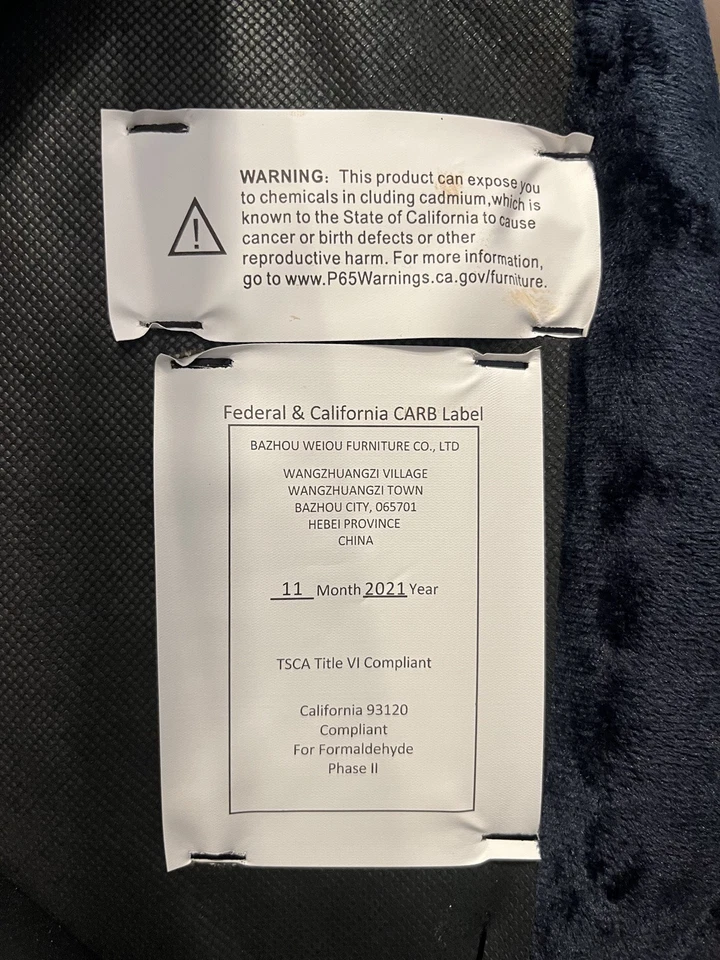 WARNING: This product can expose you
to chemicals in cluding cadmium,which is
known to the State of California to cause
cancer or birth defects or other
reproductive harm. For more information,
go to www.P65Warnings.ca.gov/furniture.
Federal & California CARB Label
BAZHOU WEIOU FURNITURE CO., LTD
WANGZHUANGZI VILLAGE
WANGZHUANGZI TOWN
BAZHOU CITY, 065701
HEBEI PROVINCE
CHINA
11 Month 2021 Year
TSCA Title VI Compliant
California 93120
Compliant
For Formaldehyde
Phase II